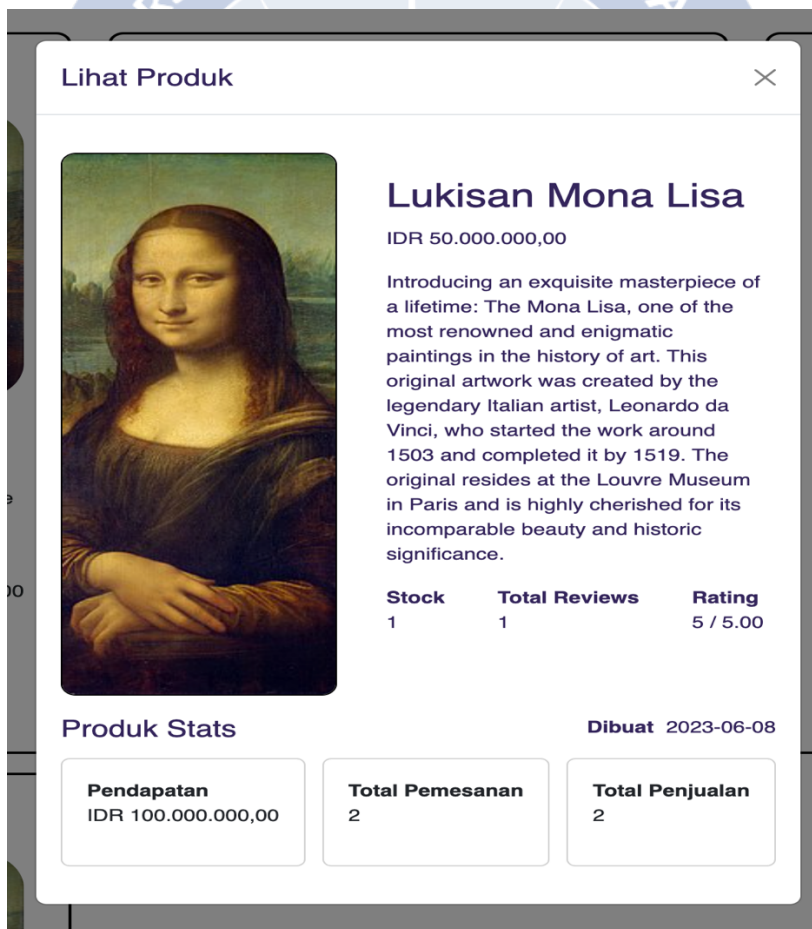 Lihat Produk
Lukisan Mona Lisa
IDR 50.000.000,00
Introducing an exquisite masterpiece of
a lifetime: The Mona Lisa, one of the
most renowned and enigmatic
paintings in the history of art. This
original artwork was created by the
legendary Italian artist, Leonardo da
Vinci, who started the work around
1503 and completed it by 1519. The
original resides at the Louvre Museum
in Paris and is highly cherished for its
incomparable beauty and historic
significance.
Stock Total Reviews Rating
1 1 5 / 5.00
Produk Stats Dibuat 2023-06-08
Pendapatan Total Pemesanan Total Penjualan
IDR 100.000.000,00 2 2